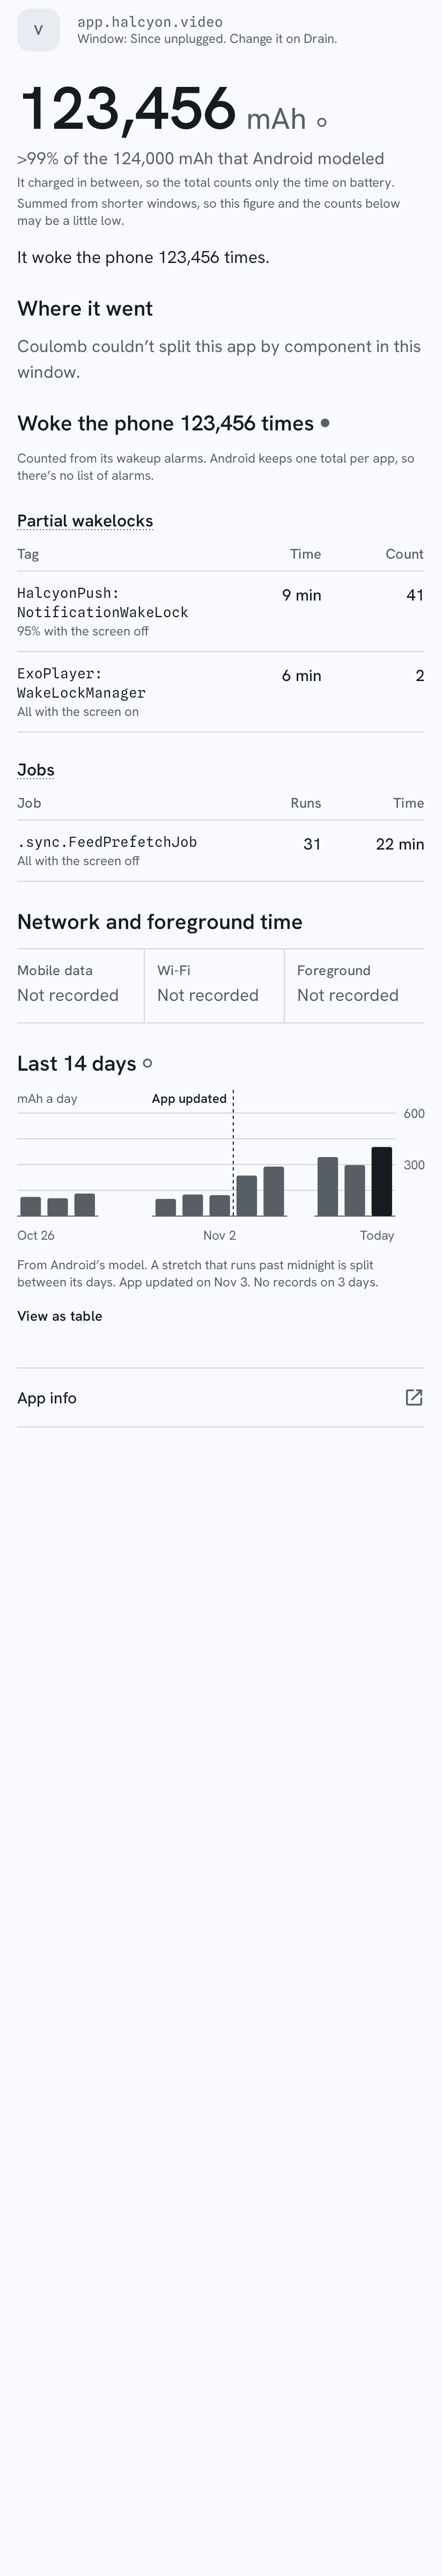 V
app.halcyon.video
Window: Since unplugged. Change it on Drain.
123,456 mAh
>99% of the 124,000 mAh that Android modeled
It charged in between, so the total counts only the time on battery.
Summed from shorter windows, so this figure and the counts below
may be a little low.
It woke the phone 123,456 times.
Where it went
Coulomb couldn’t split this app by component in this
window.
Woke the phone 123,456 times
Counted from its wakeup alarms. Android keeps one total per app, so
there’s no list of alarms.
Partial wakelocks
Tag Time Count
HalcyonPush:
NotificationWakeLock 9 min 41
95% with the screen off
ExoPlayer:
WakeLockManager 6 min 2
All with the screen on
Jobs
Job Runs Time
.sync.FeedPrefetchJob 31 22 min
All with the screen off
Network and foreground time
Mobile data Wi-Fi Foreground
Not recorded Not recorded Not recorded
Last 14 days
mAh a day App updated
600
300
Oct 26 Nov 2 Today
From Android’s model. A stretch that runs past midnight is split
between its days. App updated on Nov 3. No records on 3 days.
View as table
App info